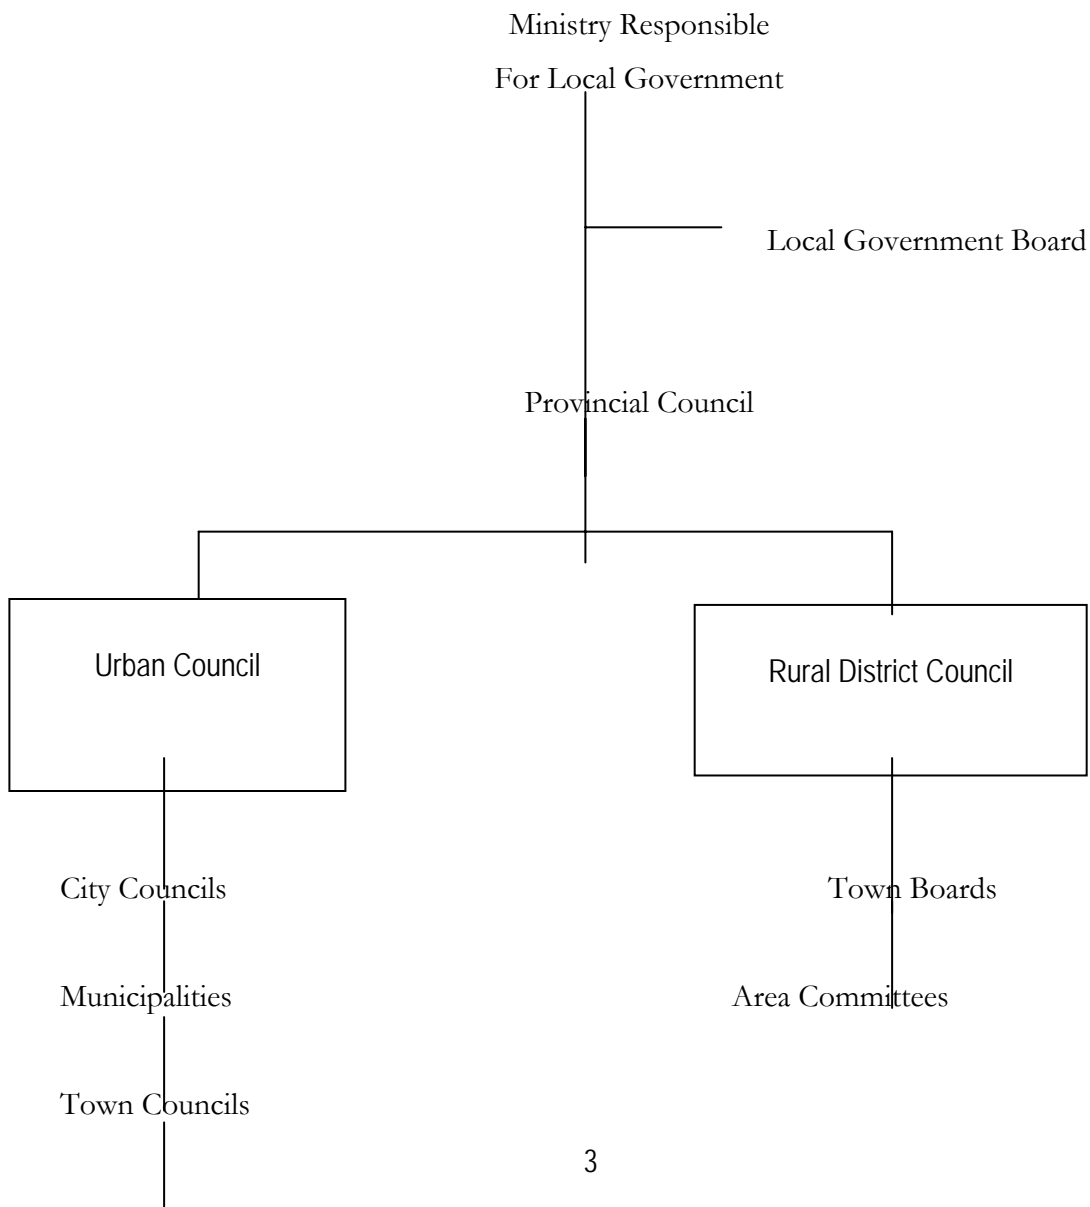 Ministry Responsible
For Local Government
Local Government Board
Provincial Council
Urban Council
Rural District Council
City Councils
Town Boards
Municipalities
Area Committees
Town Councils
3